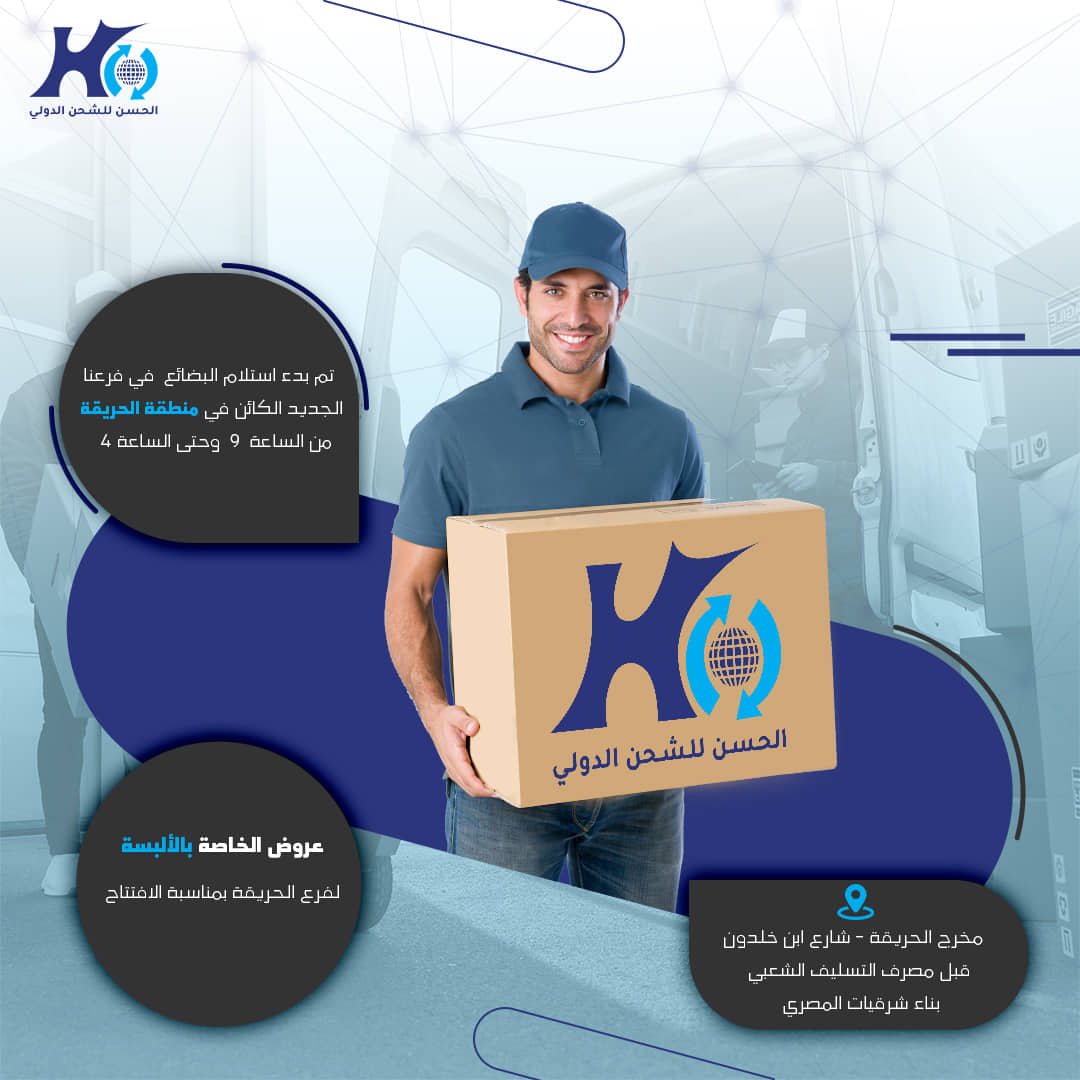 الحسن للشحن الدولي
تم بدء استلام البضائع في فرعنا
الجديد الكائن في منطقة الحريقة
من الساعة 9 وحتى الساعة 4
الحسن للشحن الدولي
عروض الخاصة بالألبسة
لفرع الحريقة بمناسبة الافتتاح
مخرج الحريقة - شارع ابن خلدون
قبل مصرف التسليف الشعبي
بناء شرقيات المصري